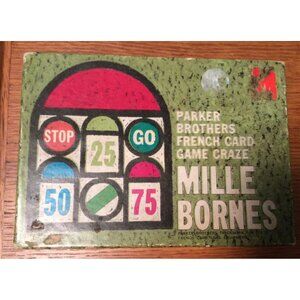 PARKER
BROTHERS
FRENCH CARD
GAME CRAZE
STOP
GO
25
50
75
MILLE
BORNES